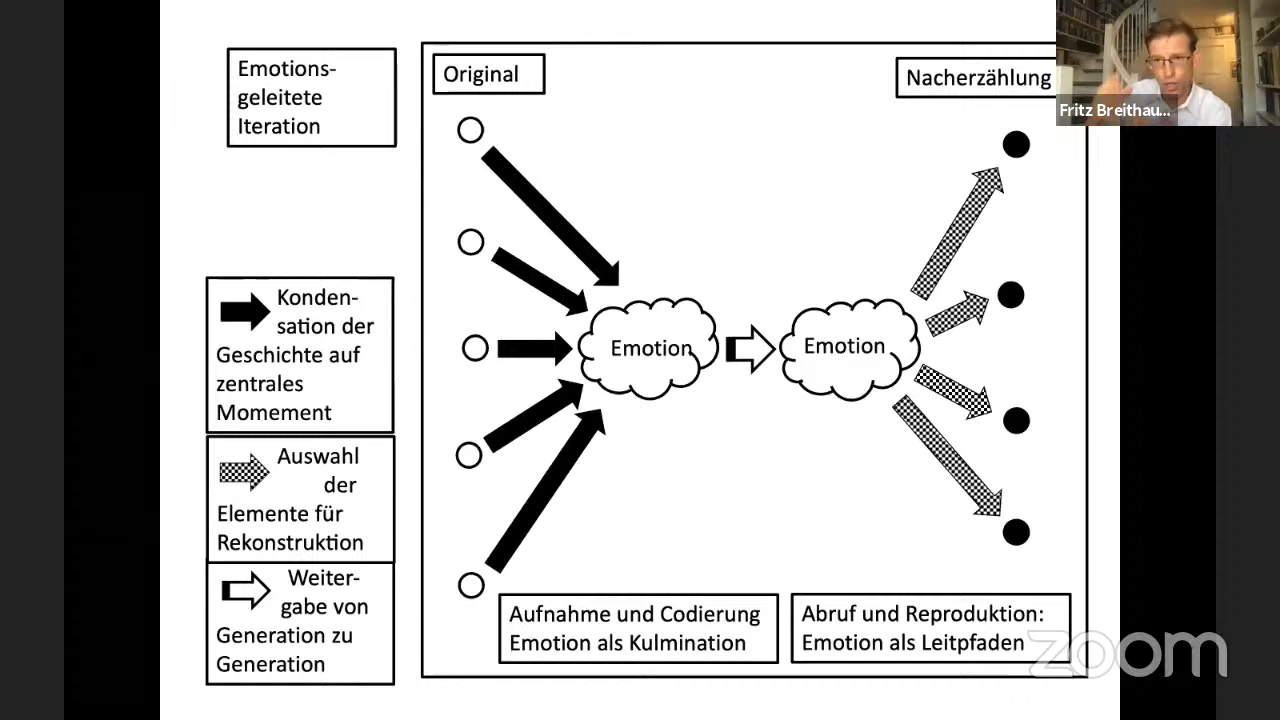 Emotions-
geleitete
Iteration
Original
Nacherzählung
Fritz Breithau...
Emotion
Emotion
Konden-
sation der
Geschichte auf
zentrales
Momement
Auswahl
der
Elemente für
Rekonstruktion
Weiter-
gabe von
Generation zu
Generation
Aufnahme und Codierung
Emotion als Kulmination
Abruf und Reproduktion:
Emotion als Leitpfaden
zoom